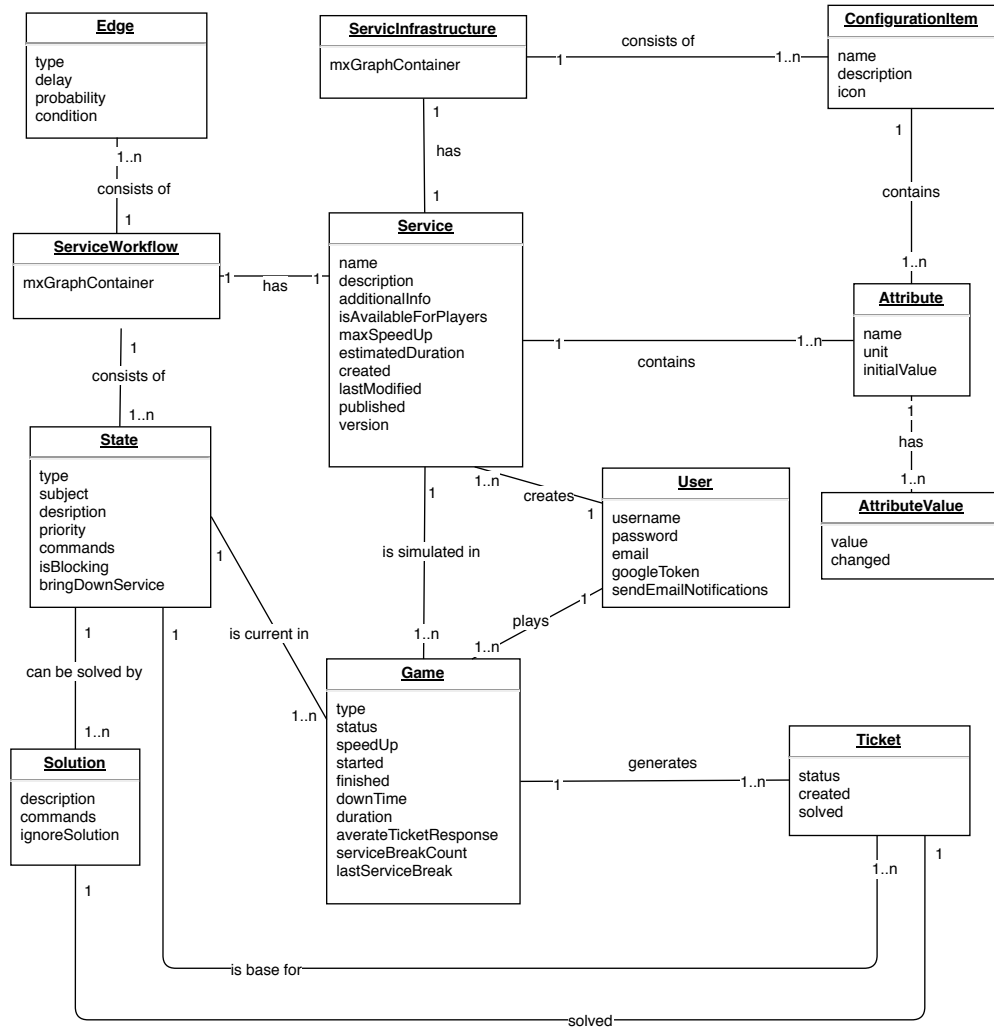 Edge
type
delay
probability
condition
1..n
consists of
1
ServicInfrastructure
mxGraphContainer
1
consists of
1..n
ConfigurationItem
name
description
icon
1
has
1
1
contains
1..n
ServiceWorkflow
mxGraphContainer
1
has
1
Service
name
description
additionalInfo
isAvailableForPlayers
maxSpeedUp
estimatedDuration
created
lastModified
published
version
1
contains
1..n
Attribute
name
unit
initialValue
1
has
1..n
AttributeValue
value
changed
1
consists of
1..n
State
type
subject
desription
priority
commands
isBlocking
bringDownService
1
is current in
1..n
1
is simulated in
1..n
1..n
creates
1
User
username
password
email
googleToken
sendEmailNotifications
1
plays
1..n
1
can be solved by
1..n
1
Solution
description
commands
ignoreSolution
1
Game
type
status
speedUp
started
finished
downTime
duration
averateTicketResponse
serviceBreakCount
lastServiceBreak
1
generates
1..n
Ticket
status
created
solved
1..n
1
is base for
solved